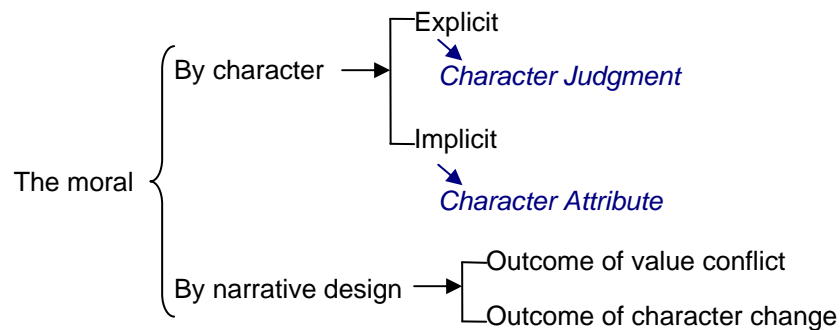 Explicit
By character
Character Judgment
Implicit
The moral
Character Attribute
Outcome of value conflict
By narrative design
Outcome of character change